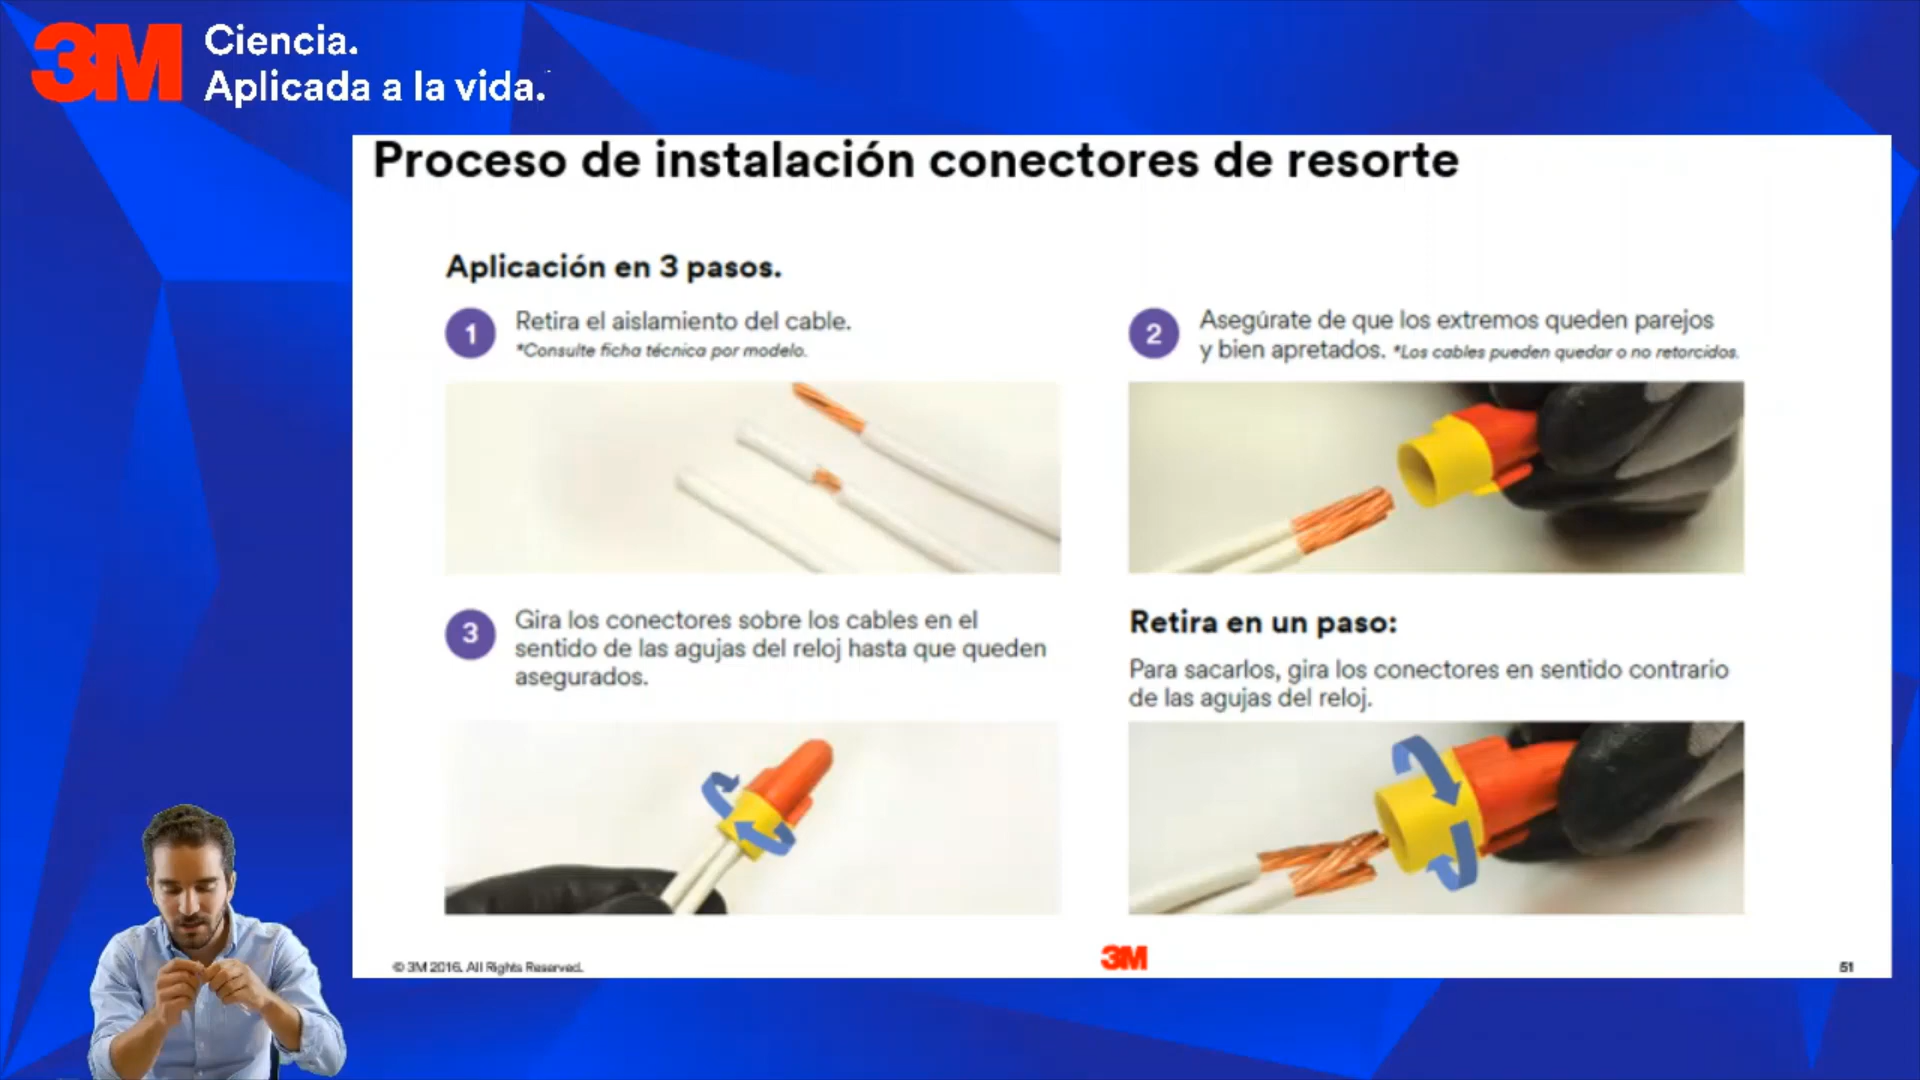 3M Ciencia.
Aplicada a la vida.
Proceso de instalación conectores de resorte
Aplicación en 3 pasos.
1 Retira el aislamiento del cable.
*Consulte ficha técnica por modelo.
2 Asegúrate de que los extremos queden parejos
y bien apretados. *Los cables pueden quedar o no retorcidos.
3 Gira los conectores sobre los cables en el
sentido de las agujas del reloj hasta que queden
asegurados.
Retira en un paso:
Para sacarlos, gira los conectores en sentido contrario
de las agujas del reloj.
© 3M 2016. All Rights Reserved.
3M
51